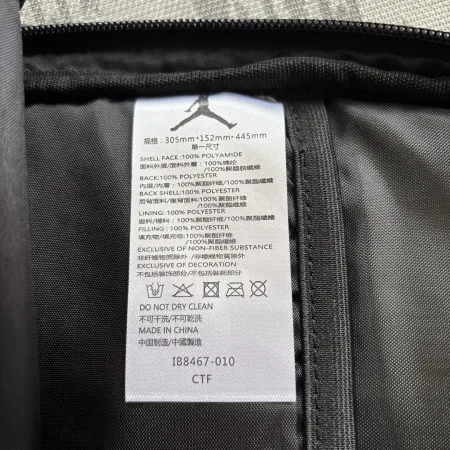 规格：305mm*152mm*445mm
单一尺寸
SHELL FACE:100% POLYAMIDE
面料外層/面料外層:100%锦纶
/100%聚酰胺纖維
BACK:100% POLYESTER
内填/内層:100%聚酯纤维/100%聚酯纖維
BACK SHELL:100% POLYESTER
后背面料/後背面料:100%聚酯纤维
/100%聚酯纖維
LINING:100% POLYESTER
里料/裡料:100%聚酯纤维/100%聚酯纖維
FILLING: 100% POLYESTER
填充物/填充物:100%聚酯纤维
/100%聚酯纖維
EXCLUSIVE OF NON-FIBER SUBSTANCE
非纤维物质除外 /非纖維物質除外
EXCLUSIVE OF DECORATION
不包括装饰部分/不包括裝飾部分
DO NOT DRY CLEAN
不可干洗/不可乾洗
MADE IN CHINA
中国制造/中國製造
IB8467-010
CTF